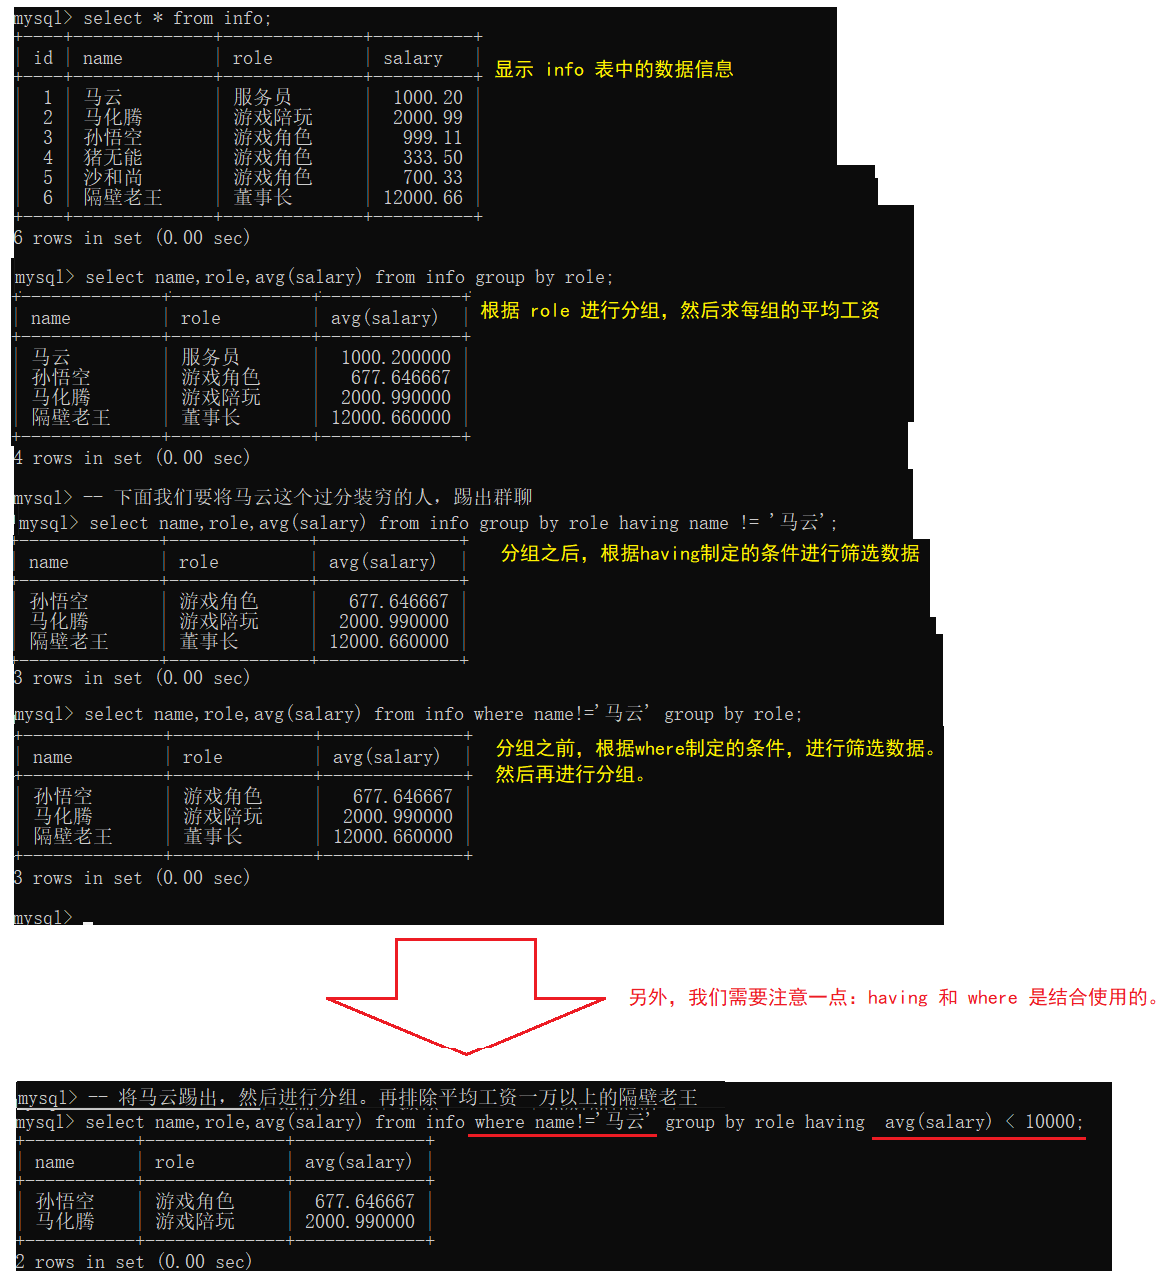 mysql> select * from info;
| id | name | role | salary |
显示 info 表中的数据信息
| 1 | 马云 | 服务员 | 1000.20 |
| 2 | 马化腾 | 游戏陪玩 | 2000.99 |
| 3 | 孙悟空 | 游戏角色 | 999.11 |
| 4 | 猪无能 | 游戏角色 | 333.50 |
| 5 | 沙和尚 | 游戏角色 | 700.33 |
| 6 | 隔壁老王 | 董事长 | 12000.66 |
6 rows in set (0.00 sec)
mysql> select name,role,avg(salary) from info group by role;
根据 role 进行分组，然后求每组的平均工资
| name | role | avg(salary) |
| 马云 | 服务员 | 1000.200000 |
| 孙悟空 | 游戏角色 | 677.646667 |
| 马化腾 | 游戏陪玩 | 2000.990000 |
| 隔壁老王 | 董事长 | 12000.660000 |
4 rows in set (0.00 sec)
mysql> -- 下面我们要将马云这个过分装穷的人，踢出群聊
mysql> select name,role,avg(salary) from info group by role having name != '马云';
分组之后，根据having制定的条件进行筛选数据
| name | role | avg(salary) |
| 孙悟空 | 游戏角色 | 677.646667 |
| 马化腾 | 游戏陪玩 | 2000.990000 |
| 隔壁老王 | 董事长 | 12000.660000 |
3 rows in set (0.00 sec)
mysql> select name,role,avg(salary) from info where name!='马云' group by role;
分组之前，根据where制定的条件，进行筛选数据。
| name | role | avg(salary) |
然后再进行分组。
| 孙悟空 | 游戏角色 | 677.646667 |
| 马化腾 | 游戏陪玩 | 2000.990000 |
| 隔壁老王 | 董事长 | 12000.660000 |
3 rows in set (0.00 sec)
mysql>
另外，我们需要注意一点：having 和 where 是结合使用的。
mysql> -- 将马云踢出，然后进行分组。再排除平均工资一万以上的隔壁老王
mysql> select name,role,avg(salary) from info where name!='马云' group by role having  avg(salary) < 10000;
| name | role | avg(salary) |
| 孙悟空 | 游戏角色 | 677.646667 |
| 马化腾 | 游戏陪玩 | 2000.990000 |
2 rows in set (0.00 sec)